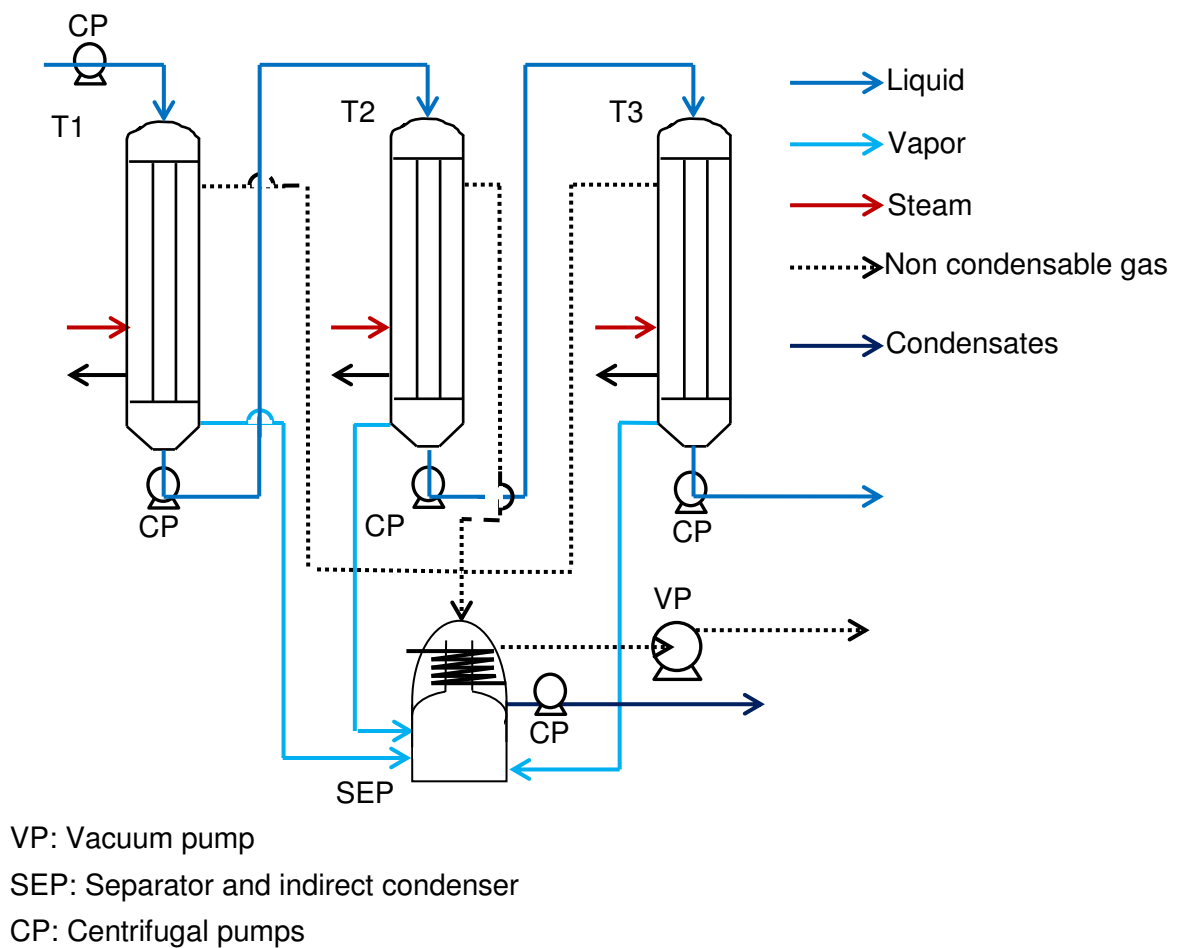 CP
T1
T2
T3
Liquid
Vapor
Steam
Non condensable gas
Condensates
CP
CP
CP
VP
CP
SEP
VP: Vacuum pump
SEP: Separator and indirect condenser
CP: Centrifugal pumps